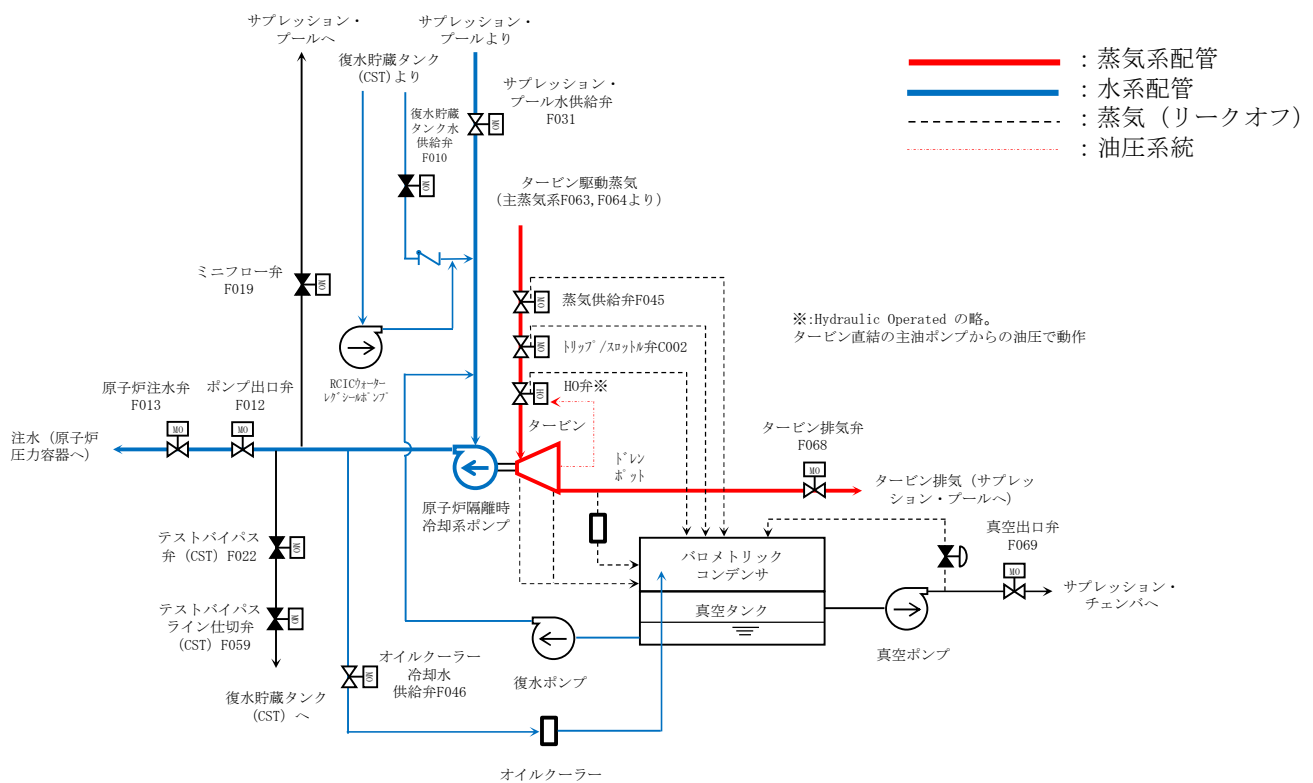 サプレッション・
プールへ
サプレッション・
プールより
復水貯蔵タンク
(CST)より
サプレッション・
プール水供給弁
F031
MO
復水貯蔵
タンク水
供給弁
F010
MO
:蒸気系配管
:水系配管
:蒸気(リークオフ)
:油圧系統
タービン駆動蒸気
(主蒸気系F063,F064より)
ミニフロー弁
F019
MO
蒸気供給弁F045
MO
トリップ/スロットル弁C002
MO
HO弁※
HO
※:Hydraulic Operated の略。
タービン直結の主油ポンプからの油圧で動作
RCICウォーター
レグシールポンプ
原子炉注水弁
F013
MO
ポンプ出口弁
F012
MO
注水(原子炉
圧力容器へ)
タービン
ドレン
ポット
タービン排気弁
F068
MO
タービン排気(サプレッ
ション・プールへ)
原子炉隔離時
冷却系ポンプ
テストバイパス
弁(CST)F022
MO
バロメトリック
コンデンサ
真空タンク
真空出口弁
F069
MO
サプレッション・
チェンバへ
テストバイパス
ライン仕切弁
(CST)F059
MO
真空ポンプ
オイルクーラー
冷却水
供給弁F046
MO
復水ポンプ
復水貯蔵タンク
(CST)へ
オイルクーラー